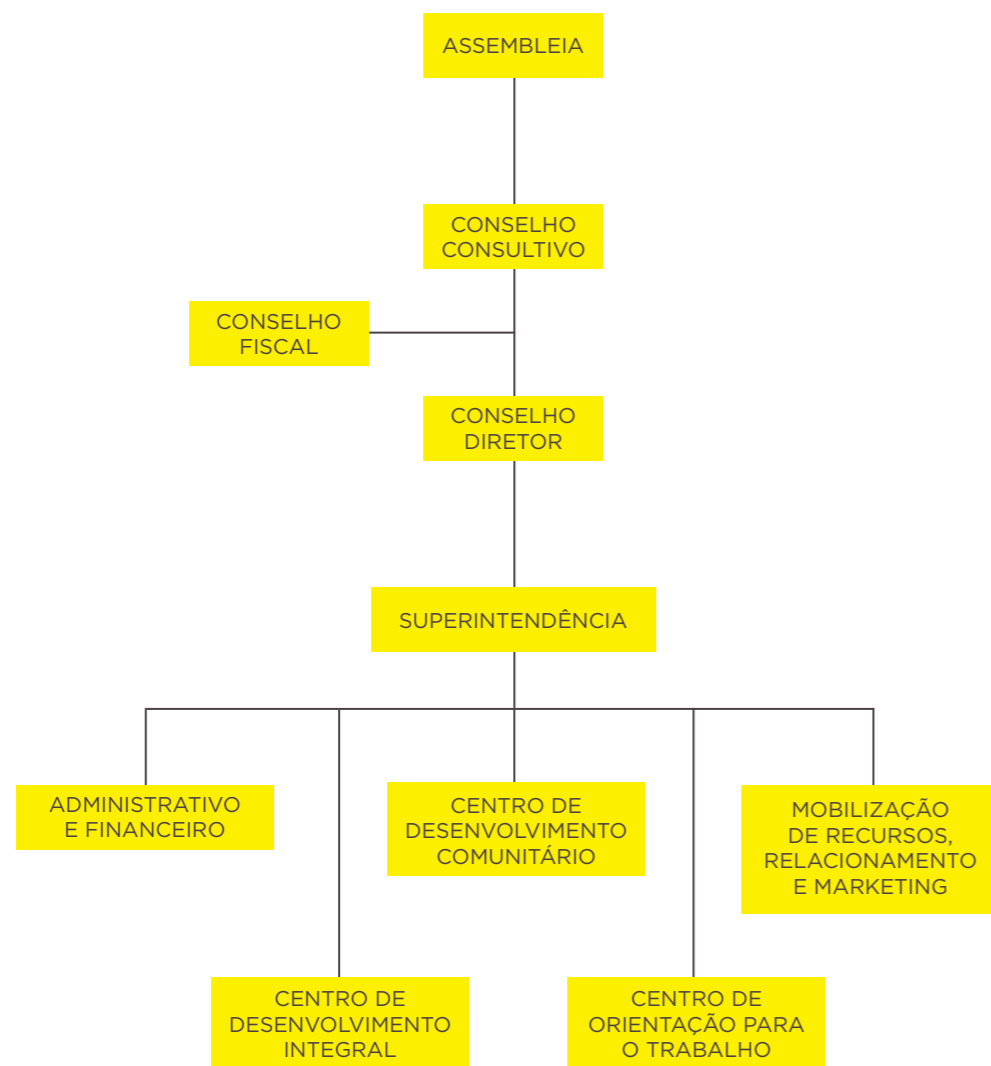 ASSEMBLEIA
CONSELHO
CONSULTIVO
CONSELHO
FISCAL
CONSELHO
DIRETOR
SUPERINTENDÊNCIA
ADMINISTRATIVO
E FINANCEIRO
CENTRO DE
DESENVOLVIMENTO
COMUNITÁRIO
MOBILIZAÇÃO
DE RECURSOS,
RELACIONAMENTO
E MARKETING
CENTRO DE
DESENVOLVIMENTO
INTEGRAL
CENTRO DE
ORIENTAÇÃO PARA
O TRABALHO